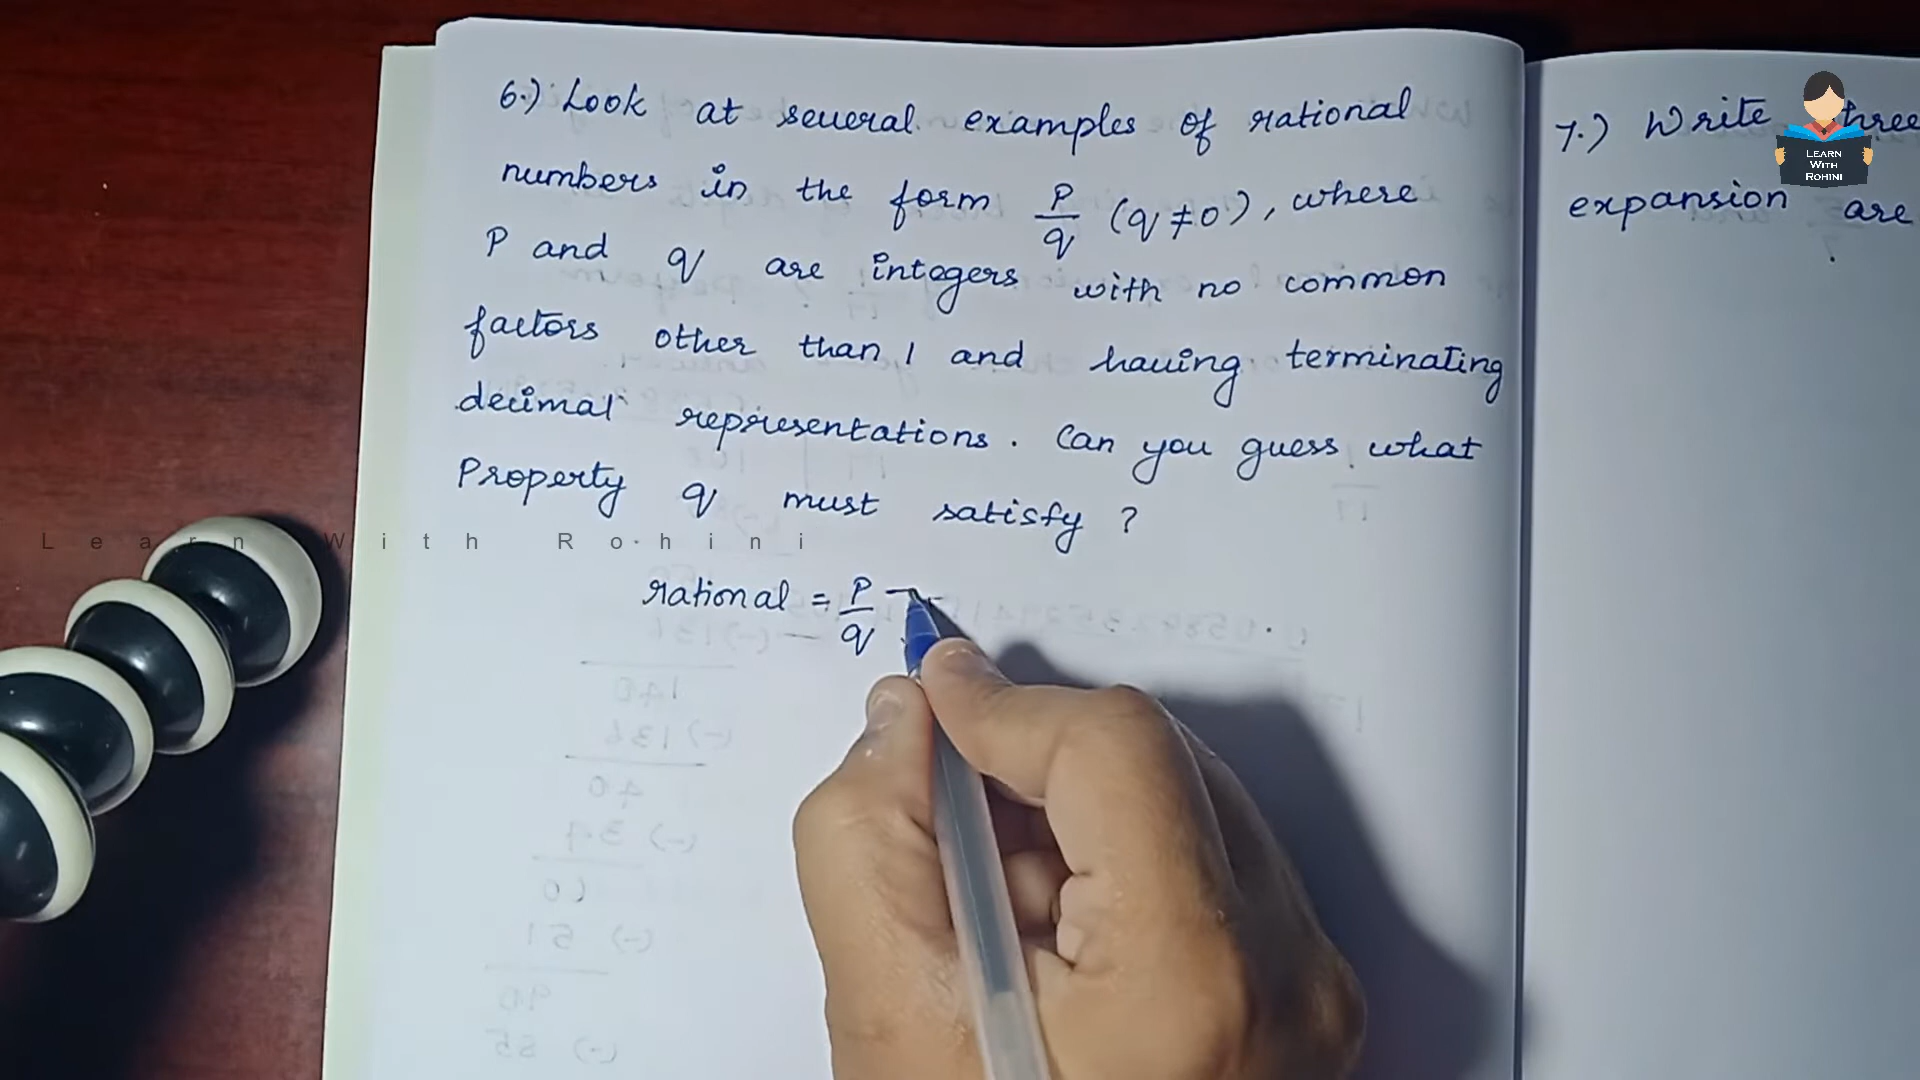 6.) Look at several examples of rational
numbers in the form P/q (q ≠ 0), where
P and q are integers with no common
factors other than 1 and having terminating
decimal representations. Can you guess what
Property q must satisfy ?
rational = P/q
7.) Write three
expansion are
LEARN
WITH
ROHINI
Learn With Rohini